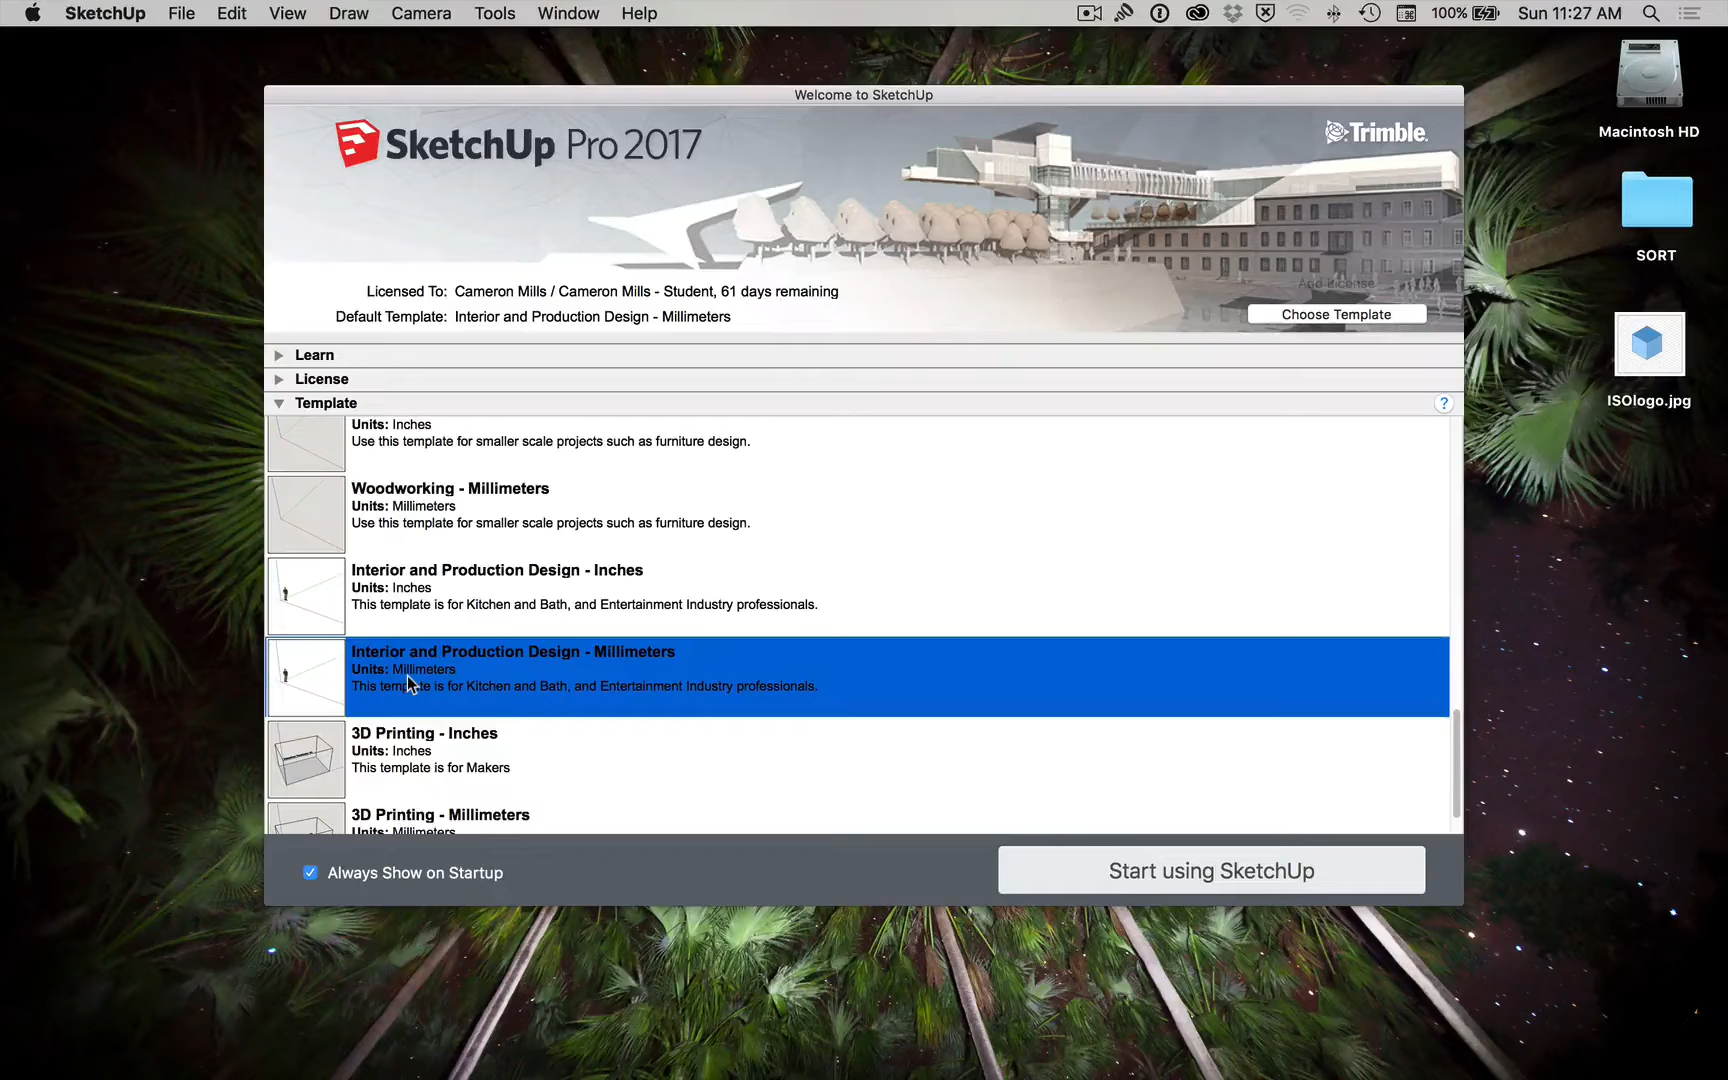 SketchUp File Edit View Draw Camera Tools Window Help 100% Sun 11:27 AM
Welcome to SketchUp
SketchUp Pro 2017
Trimble.
Macintosh HD
SORT
ISOlogo.jpg
Licensed To: Cameron Mills / Cameron Mills - Student, 61 days remaining
Add License
Default Template: Interior and Production Design - Millimeters
Choose Template
Learn
License
Template
?
Units: Inches
Use this template for smaller scale projects such as furniture design.
Woodworking - Millimeters
Units: Millimeters
Use this template for smaller scale projects such as furniture design.
Interior and Production Design - Inches
Units: Inches
This template is for Kitchen and Bath, and Entertainment Industry professionals.
Interior and Production Design - Millimeters
Units: Millimeters
This template is for Kitchen and Bath, and Entertainment Industry professionals.
3D Printing - Inches
Units: Inches
This template is for Makers
3D Printing - Millimeters
Units: Millimeters
Always Show on Startup
Start using SketchUp